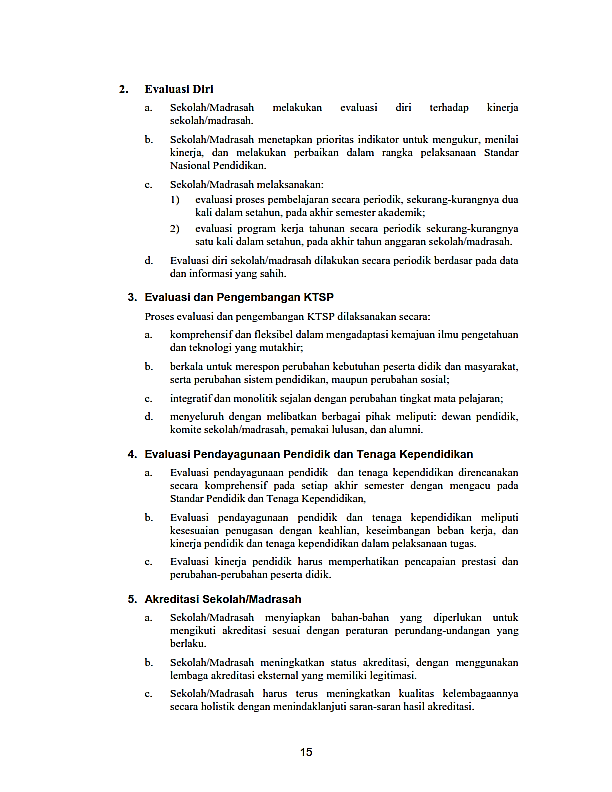 2. Evaluasi Diri
a. Sekolah/Madrasah melakukan evaluasi diri terhadap kinerja
sekolah/madrasah.
b. Sekolah/Madrasah menetapkan prioritas indikator untuk mengukur, menilai
kinerja, dan melakukan perbaikan dalam rangka pelaksanaan Standar
Nasional Pendidikan.
c. Sekolah/Madrasah melaksanakan:
1) evaluasi proses pembelajaran secara periodik, sekurang-kurangnya dua
kali dalam setahun, pada akhir semester akademik;
2) evaluasi program kerja tahunan secara periodik sekurang-kurangnya
satu kali dalam setahun, pada akhir tahun anggaran sekolah/madrasah.
d. Evaluasi diri sekolah/madrasah dilakukan secara periodik berdasar pada data
dan informasi yang sahih.
3. Evaluasi dan Pengembangan KTSP
Proses evaluasi dan pengembangan KTSP dilaksanakan secara:
a. komprehensif dan fleksibel dalam mengadaptasi kemajuan ilmu pengetahuan
dan teknologi yang mutakhir;
b. berkala untuk merespon perubahan kebutuhan peserta didik dan masyarakat,
serta perubahan sistem pendidikan, maupun perubahan sosial;
c. integratif dan monolitik sejalan dengan perubahan tingkat mata pelajaran;
d. menyeluruh dengan melibatkan berbagai pihak meliputi: dewan pendidik,
komite sekolah/madrasah, pemakai lulusan, dan alumni.
4. Evaluasi Pendayagunaan Pendidik dan Tenaga Kependidikan
a. Evaluasi pendayagunaan pendidik dan tenaga kependidikan direncanakan
secara komprehensif pada setiap akhir semester dengan mengacu pada
Standar Pendidik dan Tenaga Kependidikan,
b. Evaluasi pendayagunaan pendidik dan tenaga kependidikan meliputi
kesesuaian penugasan dengan keahlian, keseimbangan beban kerja, dan
kinerja pendidik dan tenaga kependidikan dalam pelaksanaan tugas.
c. Evaluasi kinerja pendidik harus memperhatikan pencapaian prestasi dan
perubahan-perubahan peserta didik.
5. Akreditasi Sekolah/Madrasah
a. Sekolah/Madrasah menyiapkan bahan-bahan yang diperlukan untuk
mengikuti akreditasi sesuai dengan peraturan perundang-undangan yang
berlaku.
b. Sekolah/Madrasah meningkatkan status akreditasi, dengan menggunakan
lembaga akreditasi eksternal yang memiliki legitimasi.
c. Sekolah/Madrasah harus terus meningkatkan kualitas kelembagaannya
secara holistik dengan menindaklanjuti saran-saran hasil akreditasi.
15